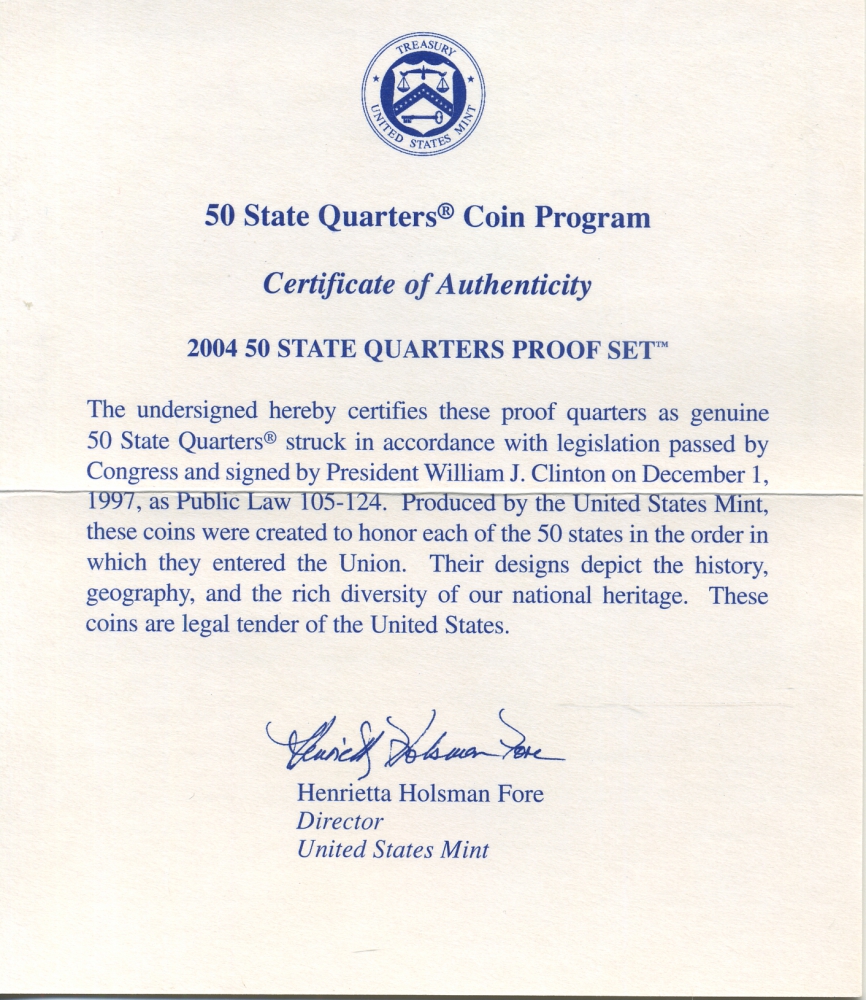 TREASURY
UNITED STATES MINT
50 State Quarters® Coin Program
Certificate of Authenticity
2004 50 STATE QUARTERS PROOF SET™
The undersigned hereby certifies these proof quarters as genuine
50 State Quarters® struck in accordance with legislation passed by
Congress and signed by President William J. Clinton on December 1,
1997, as Public Law 105-124.  Produced by the United States Mint,
these coins were created to honor each of the 50 states in the order in
which they entered the Union.  Their designs depict the history,
geography, and the rich diversity of our national heritage.  These
coins are legal tender of the United States.
Henrietta Holsman Fore
Henrietta Holsman Fore
Director
United States Mint